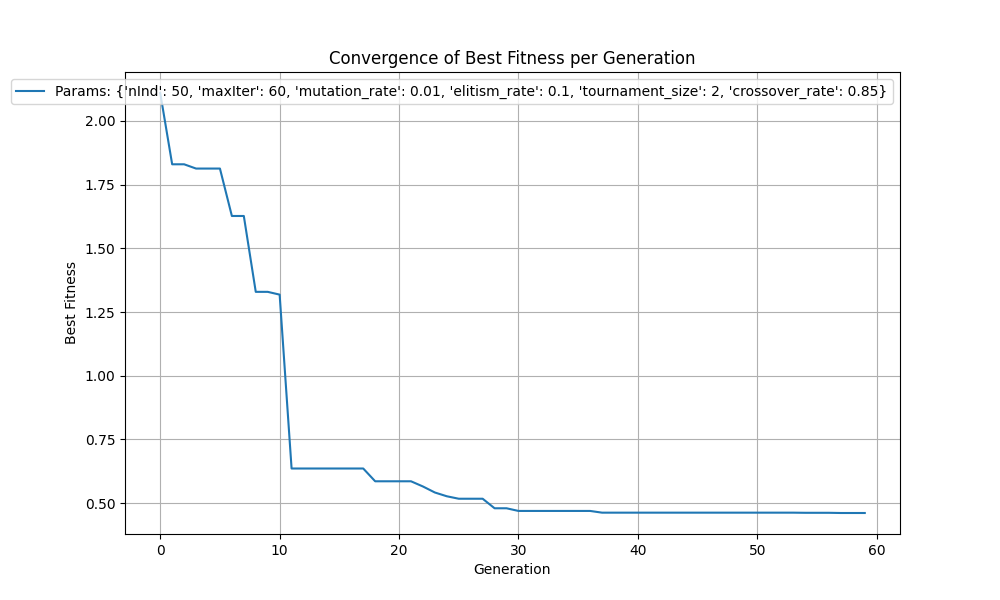 Convergence of Best Fitness per Generation
Params: {'nInd': 50, 'maxIter': 60, 'mutation_rate': 0.01, 'elitism_rate': 0.1, 'tournament_size': 2, 'crossover_rate': 0.85}
2.00
1.75
1.50
1.25
1.00
0.75
0.50
Best Fitness
0 10 20 30 40 50 60
Generation